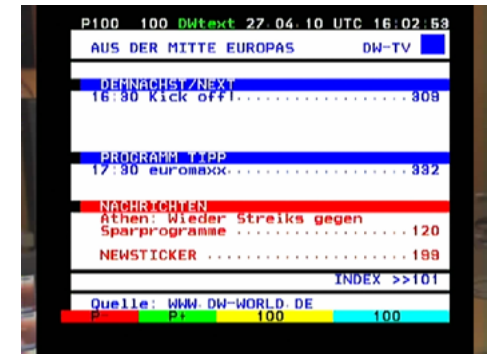 P100 100 DWtext 27.04.10 UTC 16:02:53
AUS DER MITTE EUROPAS DW-TV
DEMNÄCHST/NEXT
16:30 Kick off!...................309
PROGRAMM TIPP
17:30 euromaxx....................332
NACHRICHTEN
Athen: Wieder Streiks gegen
Sparprogramme ...................120
NEWSTICKER ......................199
INDEX >>101
Quelle: WWW.DW-WORLD.DE
P- P+ 100 100